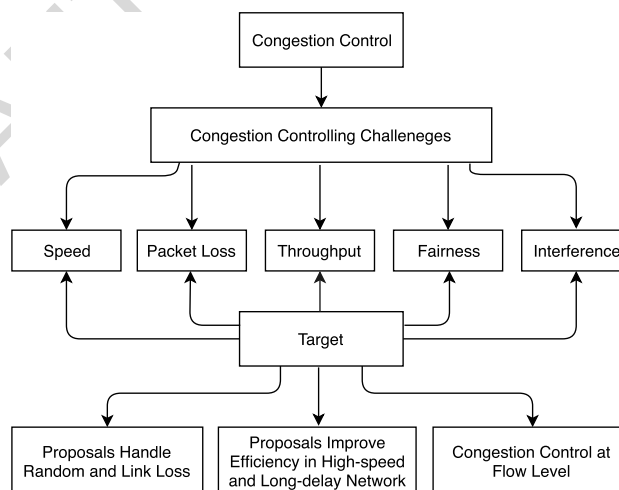 Congestion Control
Congestion Controlling Challeneges
Speed
Packet Loss
Throughput
Fairness
Interference
Target
Proposals Handle
Random and Link Loss
Proposals Improve
Efficiency in High-speed
and Long-delay Network
Congestion Control at
Flow Level